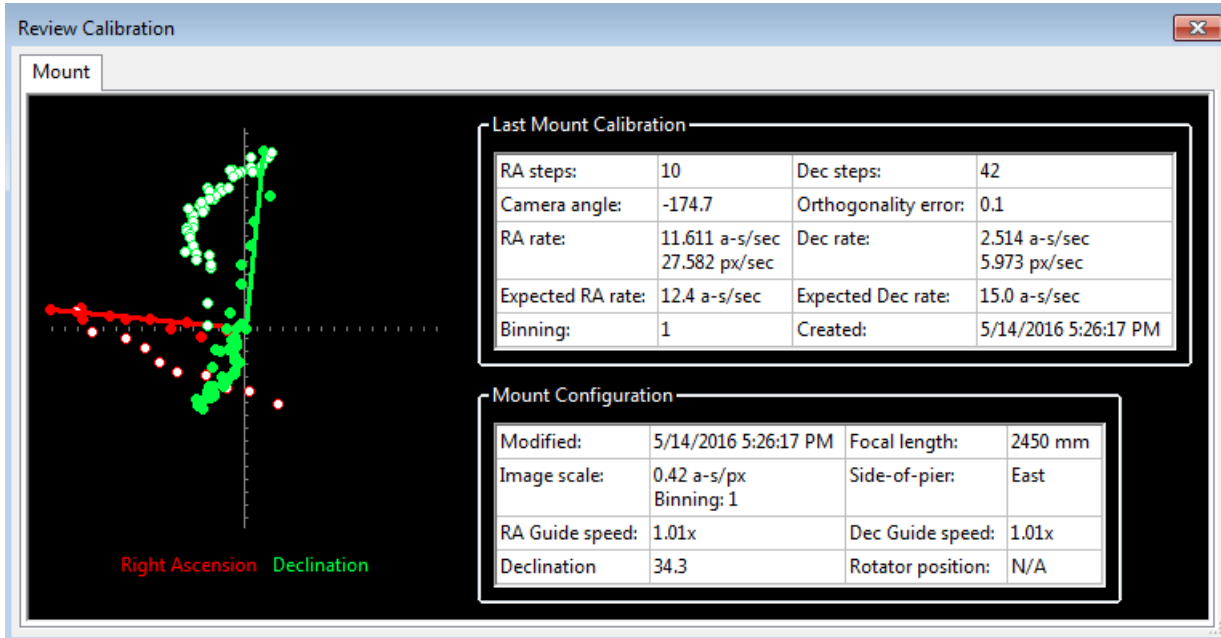 Review Calibration
Mount
Last Mount Calibration
RA steps: 10 Dec steps: 42
Camera angle: -174.7 Orthogonality error: 0.1
RA rate: 11.611 a-s/sec Dec rate: 2.514 a-s/sec
27.582 px/sec 5.973 px/sec
Expected RA rate: 12.4 a-s/sec Expected Dec rate: 15.0 a-s/sec
Binning: 1 Created: 5/14/2016 5:26:17 PM
Mount Configuration
Modified: 5/14/2016 5:26:17 PM Focal length: 2450 mm
Image scale: 0.42 a-s/px Side-of-pier: East
Binning: 1
RA Guide speed: 1.01x Dec Guide speed: 1.01x
Declination 34.3 Rotator position: N/A
Right Ascension Declination